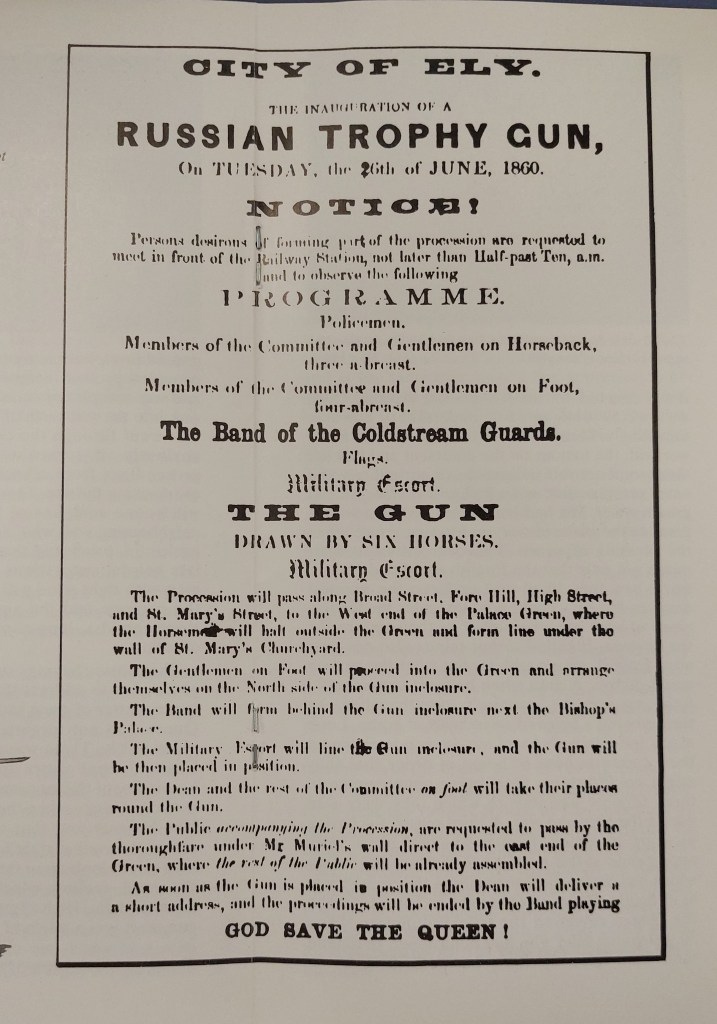 CITY OF ELY.
THE INAUGURATION OF A
RUSSIAN TROPHY GUN,
On TUESDAY, the 26th of JUNE, 1860.
NOTICE!
Persons desirous of forming part of the procession are requested to
meet in front of the Railway Station, not later than Half-past Ten, a.m.
and to observe the following
PROGRAMME.
Policemen.
Members of the Committee and Gentlemen on Horseback,
three a-breast.
Members of the Committee and Gentlemen on Foot,
four-abreast.
The Band of the Coldstream Guards.
Flags.
Military Escort.
THE GUN
DRAWN BY SIX HORSES.
Military Escort.
The Procession will pass along Broad Street, Fore Hill, High Street,
and St. Mary's Street, to the West end of the Palace Green, where
the Horsemen will halt outside the Green and form line under the
wall of St. Mary's Churchyard.
The Gentlemen on Foot will proceed into the Green and arrange
themselves on the North side of the Gun inclosure.
The Band will form behind the Gun inclosure next the Bishop's
Palace.
The Military Escort will line the Gun inclosure, and the Gun will
be then placed in position.
The Dean and the rest of the Committee on foot will take their places
round the Gun.
The Public accompanying the Procession, are requested to pass by the
thoroughfare under Mr Muriel's wall direct to the east end of the
Green, where the rest of the Public will be already assembled.
As soon as the Gun is placed in position the Dean will deliver a
a short address, and the proceedings will be ended by the Band playing
GOD SAVE THE QUEEN!